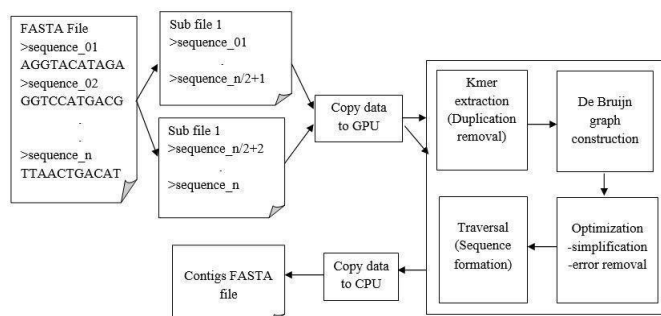 FASTA File
>sequence_01
AGGTACATAGA
>sequence_02
GGTCCATGACG
.
.
>sequence_n
TTAACTGACAT
Sub file 1
>sequence_01
.
>sequence_n/2+1
Sub file 1
>sequence_n/2+2
.
>sequence_n
Copy data
to GPU
Kmer
extraction
(Duplication
removal)
De Bruijn
graph
construction
Optimization
-simplification
-error removal
Traversal
(Sequence
formation)
Copy data
to CPU
Contigs FASTA
file